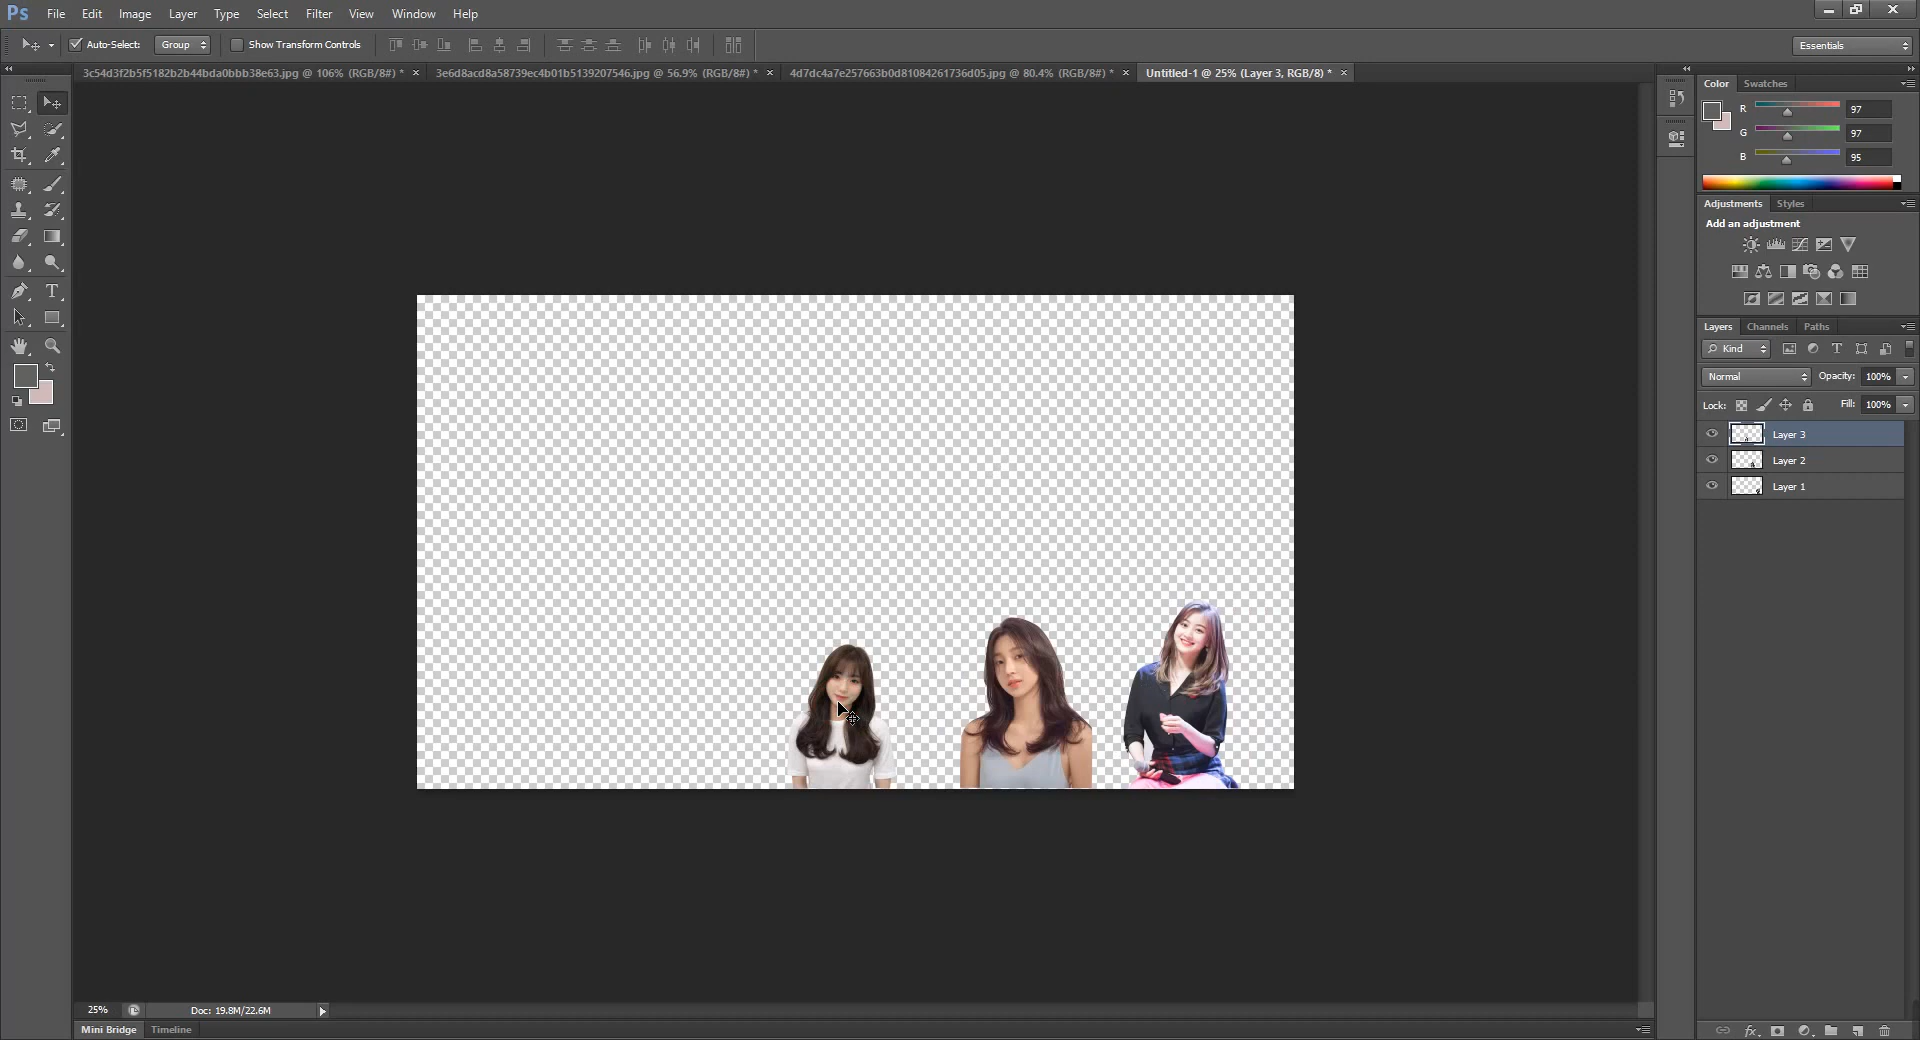 Ps File Edit Image Layer Type Select Filter View Window Help
Auto-Select: Group Show Transform Controls Essentials
3c54d3f2b5f5182b2b44bda0bbb38e63.jpg @ 106% (RGB/8#) * × 3e6d8acd8a58739ec4b01b5139207546.jpg @ 56.9% (RGB/8#) * × 4d7dc4a7e257663b0d81084261736d05.jpg @ 80.4% (RGB/8#) * × Untitled-1 @ 25% (Layer 3, RGB/8) * ×
Color Swatches
R 97
G 97
B 95
Adjustments Styles
Add an adjustment
Layers Channels Paths
Kind T
Normal Opacity: 100%
Lock: Fill: 100%
Layer 3
Layer 2
Layer 1
25% Doc: 19.8M/22.6M
Mini Bridge Timeline
fx